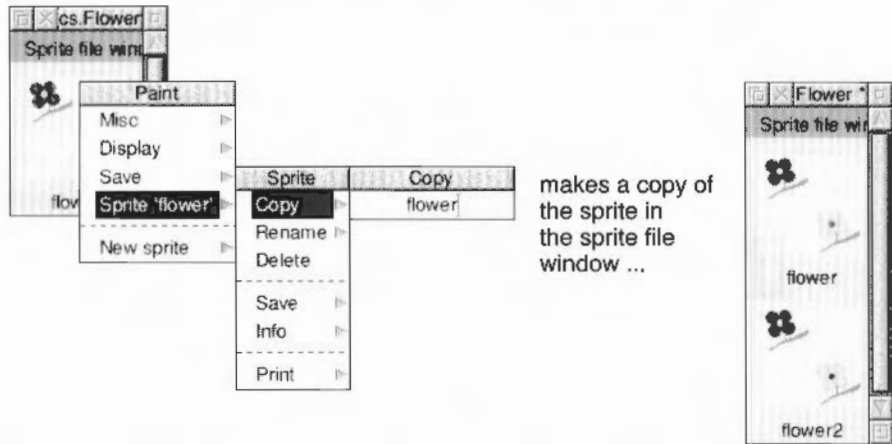 cs.Flower
Sprite file wind
flow
Paint
Misc
Display
Save
Sprite 'flower'
New sprite
Sprite
Copy
Rename
Delete
Save
Info
Print
Copy
flower
makes a copy of
the sprite in
the sprite file
window ...
Flower *
Sprite file wir
flower
flower2